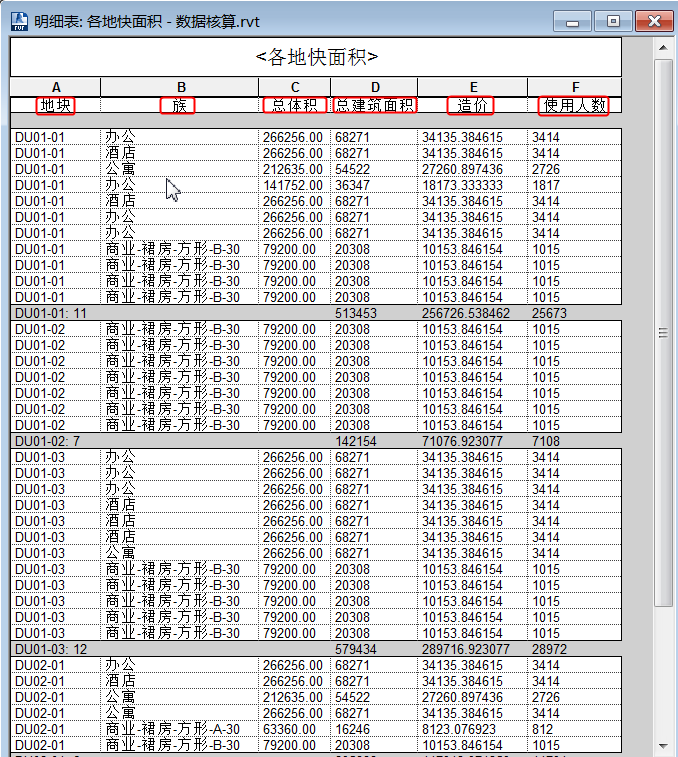 明细表: 各地快面积 - 数据核算.rvt
<各地快面积>
A B C D E F
地块 族 总体积 总建筑面积 造价 使用人数
DU01-01 办公 266256.00 68271 34135.384615 3414
DU01-01 酒店 266256.00 68271 34135.384615 3414
DU01-01 公寓 212635.00 54522 27260.897436 2726
DU01-01 办公 141752.00 36347 18173.333333 1817
DU01-01 酒店 266256.00 68271 34135.384615 3414
DU01-01 办公 266256.00 68271 34135.384615 3414
DU01-01 办公 266256.00 68271 34135.384615 3414
DU01-01 商业-裙房-方形-B-30 79200.00 20308 10153.846154 1015
DU01-01 商业-裙房-方形-B-30 79200.00 20308 10153.846154 1015
DU01-01 商业-裙房-方形-B-30 79200.00 20308 10153.846154 1015
DU01-01 商业-裙房-方形-B-30 79200.00 20308 10153.846154 1015
DU01-01: 11 513453 256726.538462 25673
DU01-02 商业-裙房-方形-B-30 79200.00 20308 10153.846154 1015
DU01-02 商业-裙房-方形-B-30 79200.00 20308 10153.846154 1015
DU01-02 商业-裙房-方形-B-30 79200.00 20308 10153.846154 1015
DU01-02 商业-裙房-方形-B-30 79200.00 20308 10153.846154 1015
DU01-02 商业-裙房-方形-B-30 79200.00 20308 10153.846154 1015
DU01-02 商业-裙房-方形-B-30 79200.00 20308 10153.846154 1015
DU01-02 商业-裙房-方形-B-30 79200.00 20308 10153.846154 1015
DU01-02: 7 142154 71076.923077 7108
DU01-03 办公 266256.00 68271 34135.384615 3414
DU01-03 办公 266256.00 68271 34135.384615 3414
DU01-03 酒店 266256.00 68271 34135.384615 3414
DU01-03 酒店 266256.00 68271 34135.384615 3414
DU01-03 酒店 266256.00 68271 34135.384615 3414
DU01-03 酒店 266256.00 68271 34135.384615 3414
DU01-03 公寓 266256.00 68271 34135.384615 3414
DU01-03 商业-裙房-方形-B-30 79200.00 20308 10153.846154 1015
DU01-03 商业-裙房-方形-B-30 79200.00 20308 10153.846154 1015
DU01-03 商业-裙房-方形-B-30 79200.00 20308 10153.846154 1015
DU01-03 商业-裙房-方形-B-30 79200.00 20308 10153.846154 1015
DU01-03 商业-裙房-方形-B-30 79200.00 20308 10153.846154 1015
DU01-03: 12 579434 289716.923077 28972
DU02-01 办公 266256.00 68271 34135.384615 3414
DU02-01 酒店 266256.00 68271 34135.384615 3414
DU02-01 公寓 212635.00 54522 27260.897436 2726
DU02-01 公寓 266256.00 68271 34135.384615 3414
DU02-01 商业-裙房-方形-A-30 63360.00 16246 8123.076923 812
DU02-01 商业-裙房-方形-B-30 79200.00 20308 10153.846154 1015